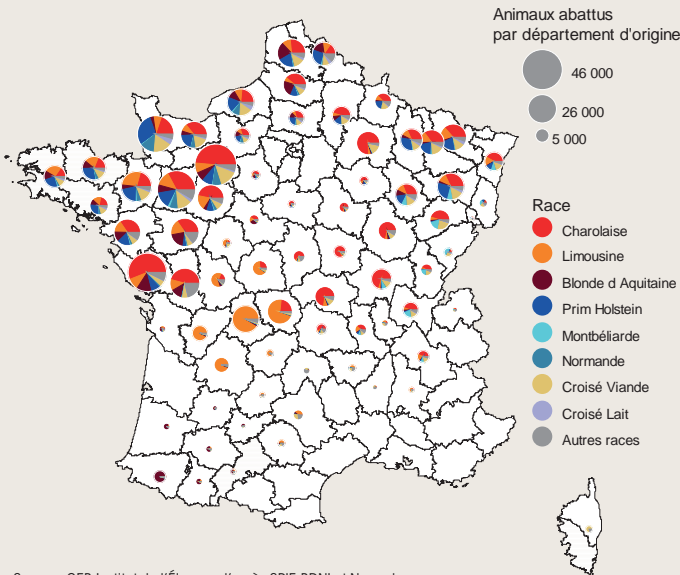 Animaux abattus
par département d'origine
46 000
26 000
5 000
Race
Charolaise
Limousine
Blonde d Aquitaine
Prim Holstein
Montbéliarde
Normande
Croisé Viande
Croisé Lait
Autres races